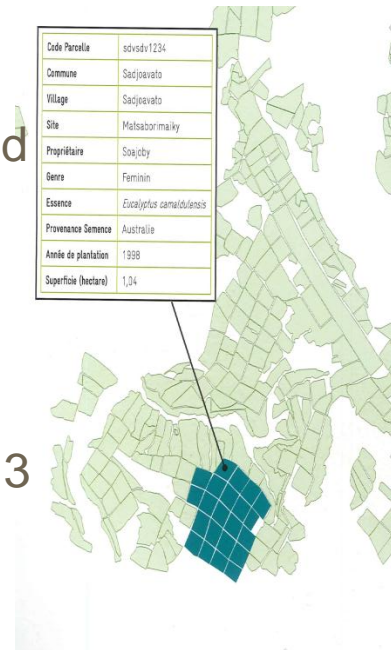 Code Parcelle sdvsdv1234
Commune Sadjoavato
Village Sadjoavato
Site Matsaborimaiky
Propriétaire Soajoby
Genre Feminin
Essence Eucalyptus camaldulensis
Provenance Semence Australie
Année de plantation 1998
Superficie (hectare) 1,04
d
3